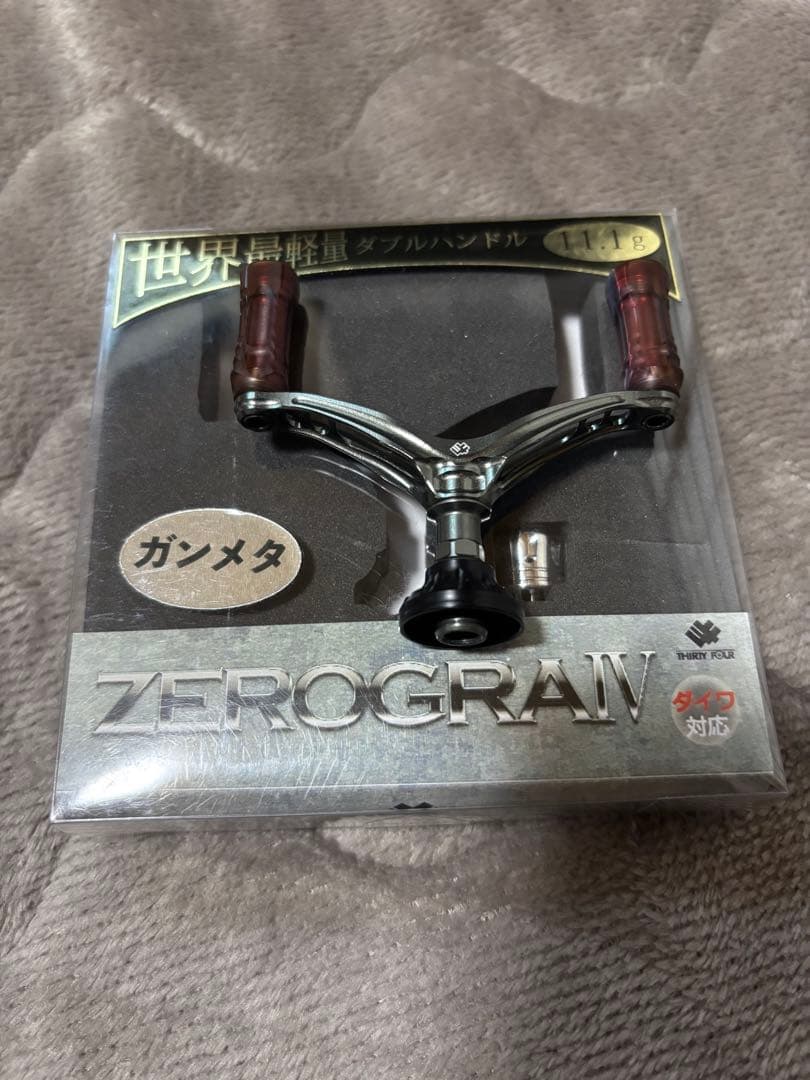 世界最軽量 ダブルハンドル 11.1g
ガンメタ
ZEROGRAIV
THIRTY FOUR
ダイワ
対応